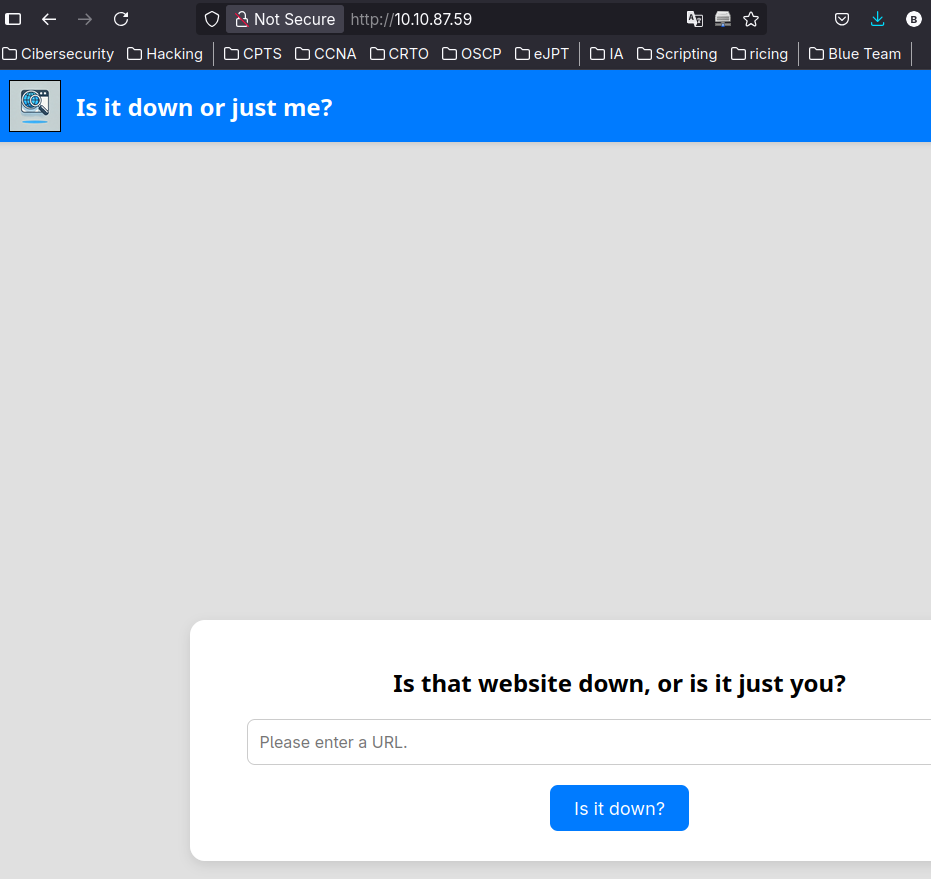 Not Secure http://10.10.87.59
Cibersecurity Hacking CPTS CCNA CRTO OSCP eJPT IA Scripting ricing Blue Team
Is it down or just me?
Is that website down, or is it just you?
Please enter a URL.
Is it down?